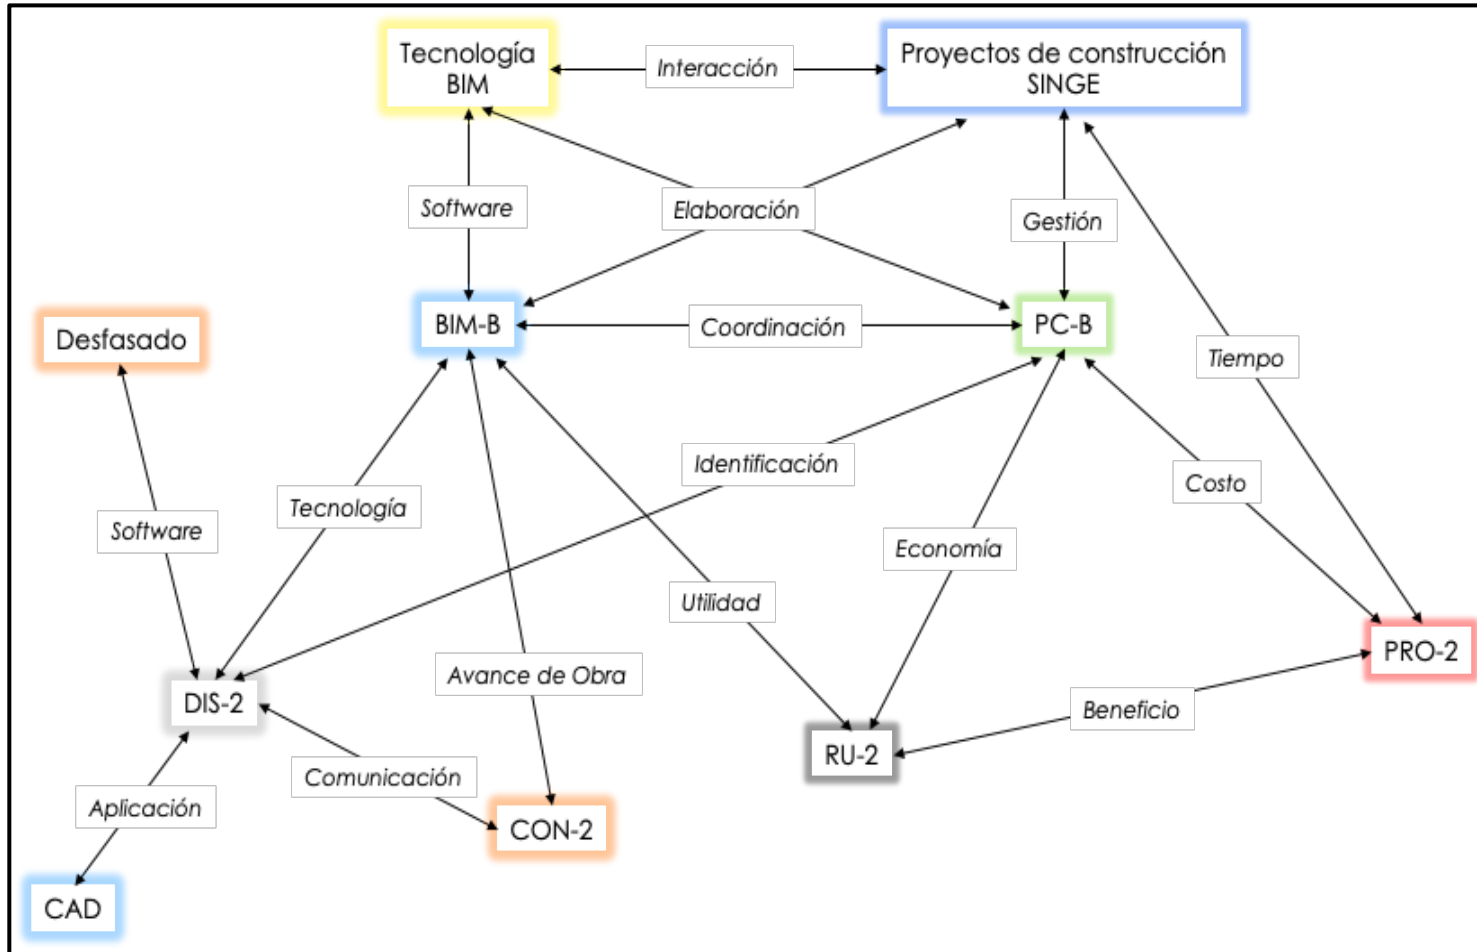 Tecnología
BIM
Interacción
Proyectos de construcción
SINGE
Software
Elaboración
Gestión
BIM-B
Coordinación
PC-B
Desfasado
Tiempo
Identificación
Tecnología
Costo
Software
Economía
Utilidad
PRO-2
Avance de Obra
DIS-2
Beneficio
RU-2
Comunicación
Aplicación
CON-2
CAD